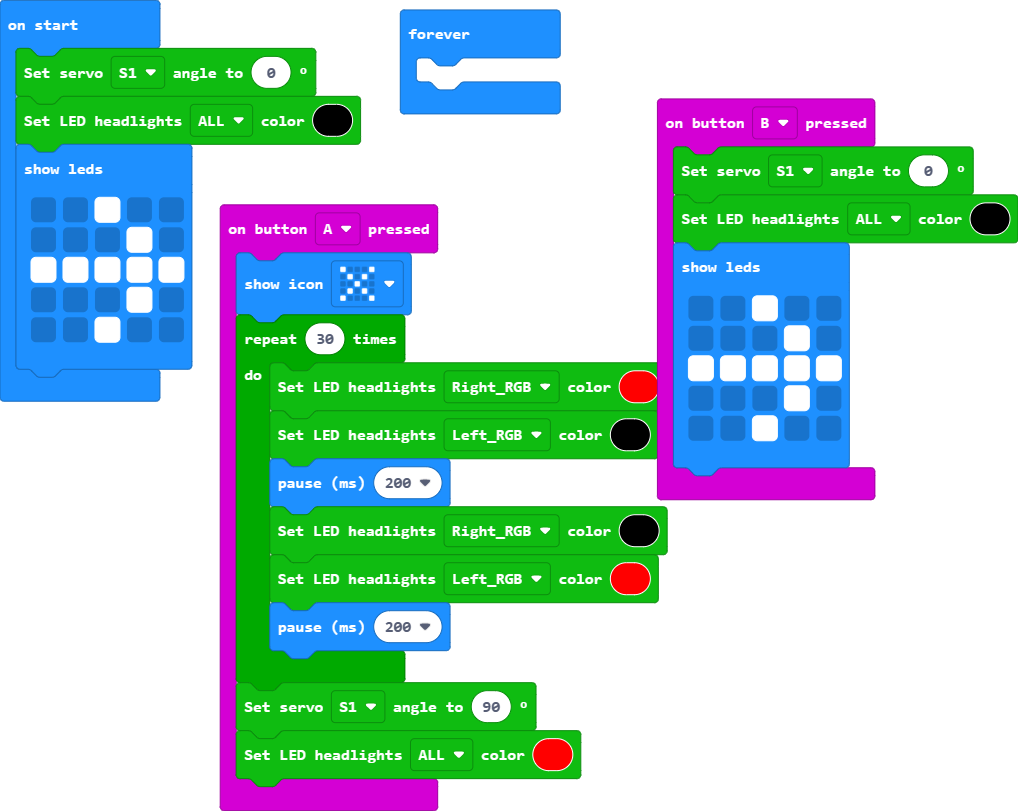 on start
Set servo S1 angle to 0 °
Set LED headlights ALL color
show leds
forever
on button A pressed
show icon
repeat 30 times
do
Set LED headlights Right_RGB color
Set LED headlights Left_RGB color
pause (ms) 200
Set LED headlights Right_RGB color
Set LED headlights Left_RGB color
pause (ms) 200
Set servo S1 angle to 90 °
Set LED headlights ALL color
on button B pressed
Set servo S1 angle to 0 °
Set LED headlights ALL color
show leds